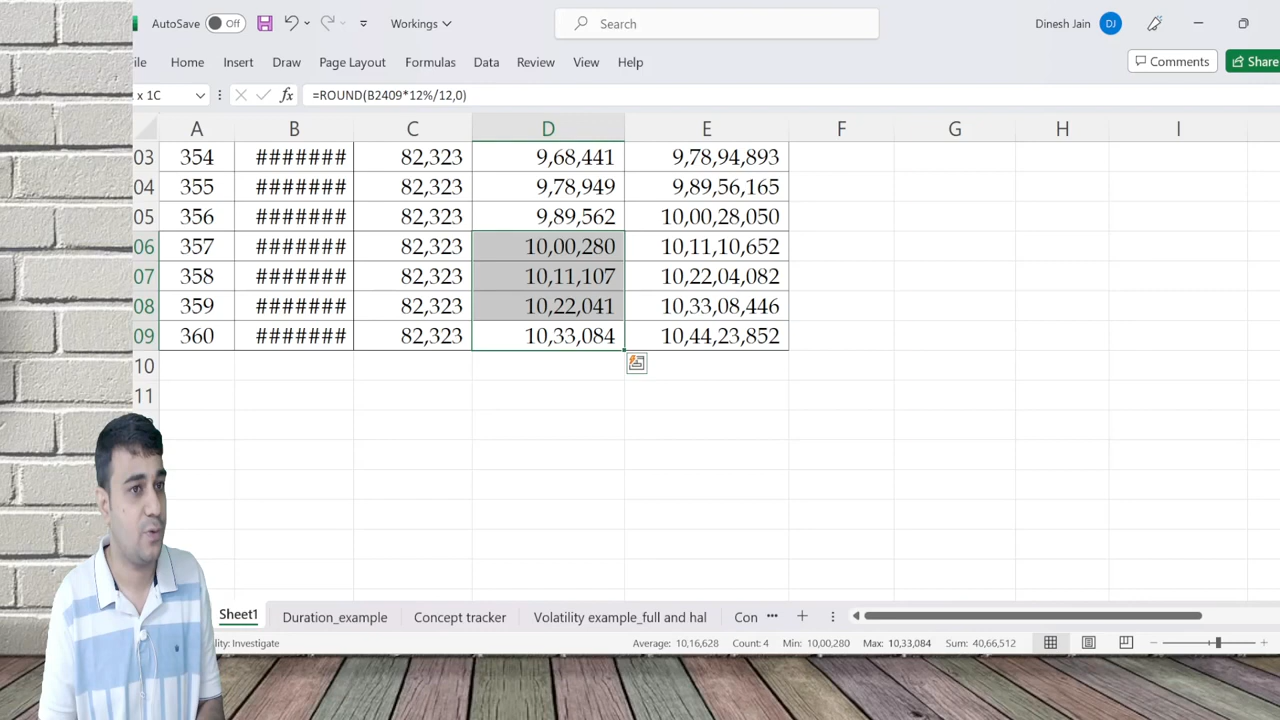 AutoSave Off Workings Search Dinesh Jain DJ
ile Home Insert Draw Page Layout Formulas Data Review View Help Comments Share
x 1C fx =ROUND(B2409*12%/12,0)
A B C D E F G H I
03 354 ####### 82,323 9,68,441 9,78,94,893
04 355 ####### 82,323 9,78,949 9,89,56,165
05 356 ####### 82,323 9,89,562 10,00,28,050
06 357 ####### 82,323 10,00,280 10,11,10,652
07 358 ####### 82,323 10,11,107 10,22,04,082
08 359 ####### 82,323 10,22,041 10,33,08,446
09 360 ####### 82,323 10,33,084 10,44,23,852
10
11
Sheet1 Duration_example Concept tracker Volatility example_full and hal Con
ility: Investigate Average: 10,16,628 Count: 4 Min: 10,00,280 Max: 10,33,084 Sum: 40,66,512